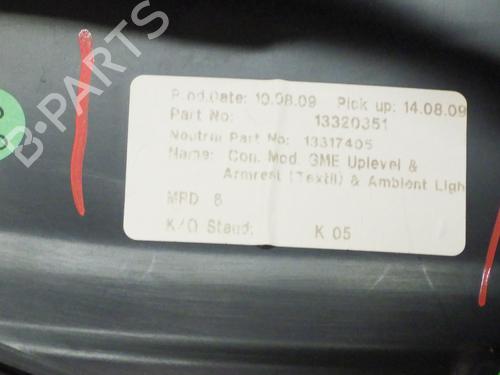 B-PARTS
Prod.Date: 10.08.09 Pick up: 14.08.09
Part No: 13320351
Neutral Part No: 13317405
Name: Con. Mod. GME Uplevel &
Armrest (Textil) & Ambient Ligh
MRD 8
K/O Staud: K 05